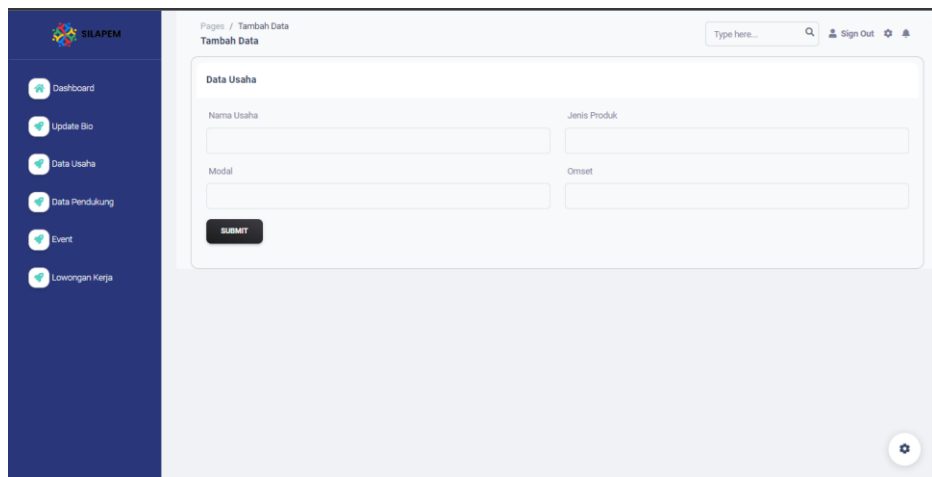 SILAPEM
Dashboard
Update Bio
Data Usaha
Data Pendukung
Event
Lowongan Kerja
Pages / Tambah Data
Tambah Data
Type here...
Sign Out
Data Usaha
Nama Usaha
Jenis Produk
Modal
Omset
SUBMIT